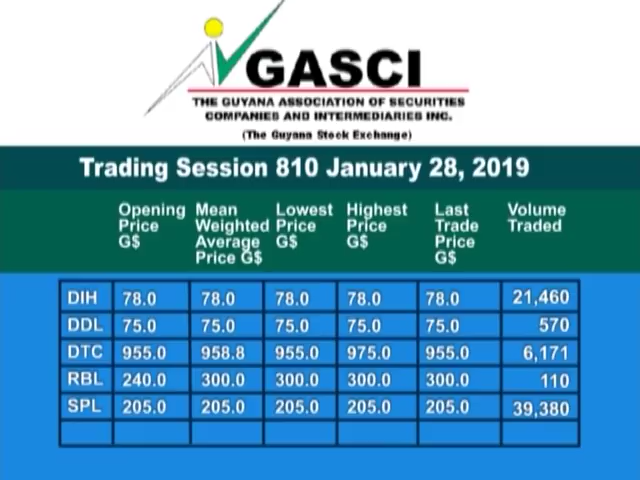 GASCI
THE GUYANA ASSOCIATION OF SECURITIES
COMPANIES AND INTERMEDIARIES INC.
(The Guyana Stock Exchange)
Trading Session 810 January 28, 2019
Opening Price G$ Mean Weighted Average Price G$ Lowest Price G$ Highest Price G$ Last Trade Price G$ Volume Traded
DIH 78.0 78.0 78.0 78.0 78.0 21,460
DDL 75.0 75.0 75.0 75.0 75.0 570
DTC 955.0 958.8 955.0 975.0 955.0 6,171
RBL 240.0 300.0 300.0 300.0 300.0 110
SPL 205.0 205.0 205.0 205.0 205.0 39,380